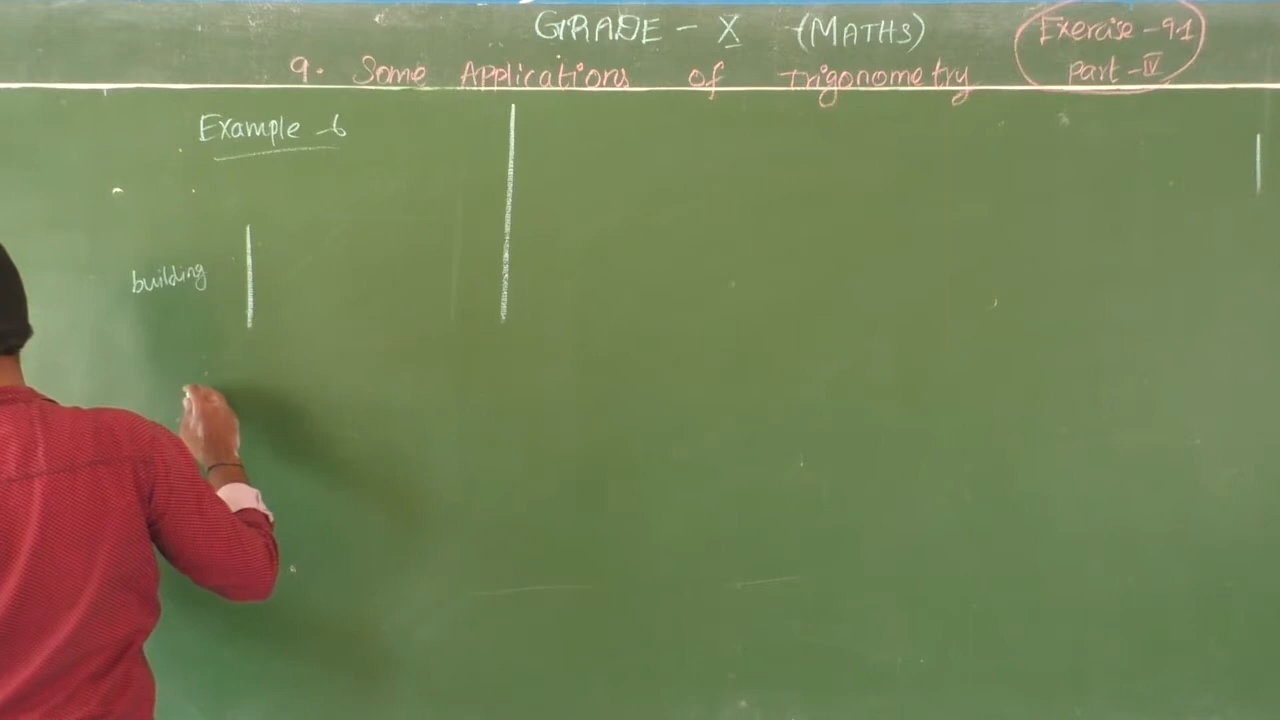 GRADE - X (MATHS)
Exercise - 9.1
part - IV
9. Some Applications of Trigonometry
Example - 6
building